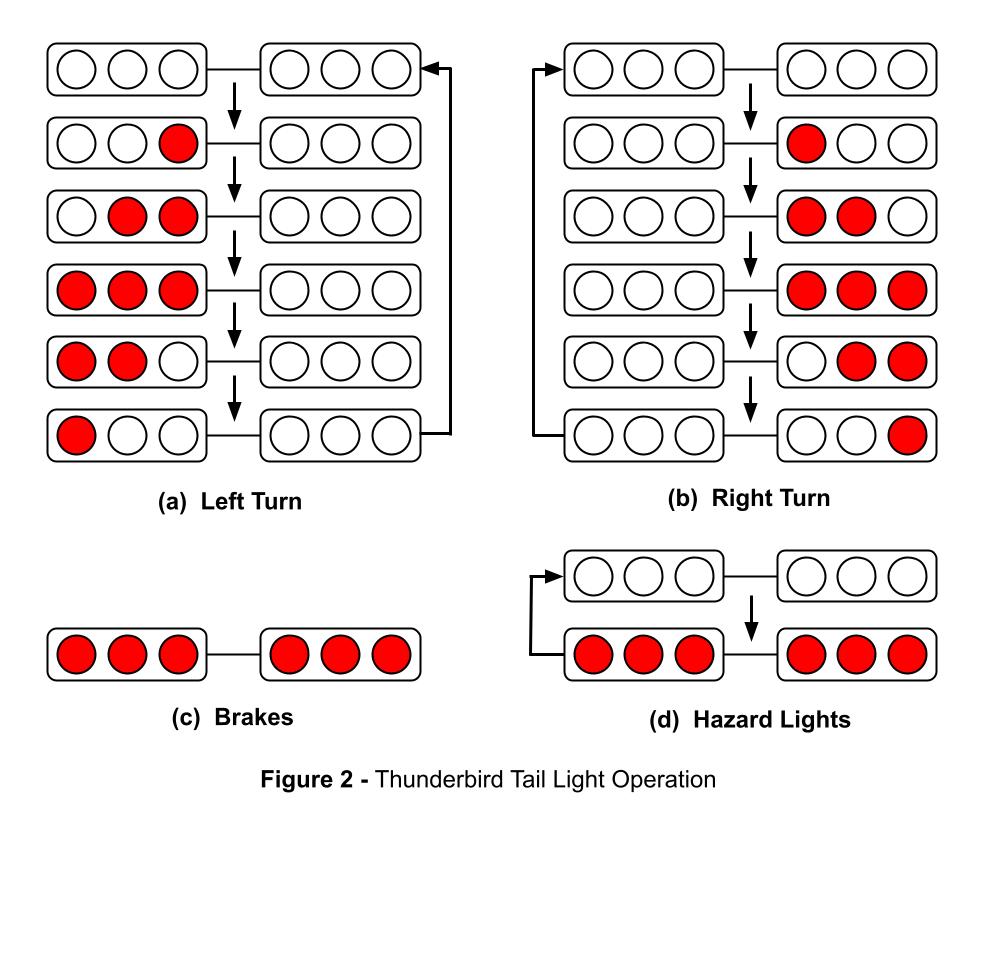 (a) Left Turn
(b) Right Turn
(c) Brakes
(d) Hazard Lights
Figure 2 - Thunderbird Tail Light Operation